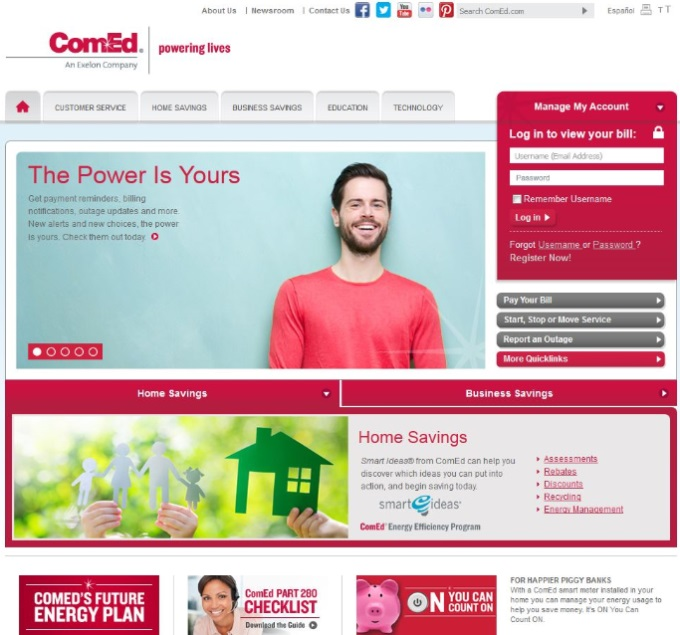 About Us | Newsroom | Contact Us
You
Tube
Search ComEd.com
Español
T T
ComEd®
An Exelon Company
powering lives
CUSTOMER SERVICE
HOME SAVINGS
BUSINESS SAVINGS
EDUCATION
TECHNOLOGY
Manage My Account
Log in to view your bill:
Username (Email Address)
Password
Remember Username
Log in
Forgot Username or Password ?
Register Now!
The Power Is Yours
Get payment reminders, billing
notifications, outage updates and more.
New alerts and new choices, the power
is yours. Check them out today.
Pay Your Bill
Start, Stop or Move Service
Report an Outage
More Quicklinks
Home Savings
Business Savings
Home Savings
Smart Ideas® from ComEd can help you
discover which ideas you can put into
action, and begin saving today.
smart ideas®
ComEd® Energy Efficiency Program
Assessments
Rebates
Discounts
Recycling
Energy Management
COMED'S FUTURE
ENERGY PLAN
ComEd PART 280
CHECKLIST
Download the Guide
ON YOU CAN
COUNT ON
FOR HAPPIER PIGGY BANKS
With a ComEd smart meter installed in your
home you can manage your energy usage to
help you save money. It's ON You Can
Count ON.